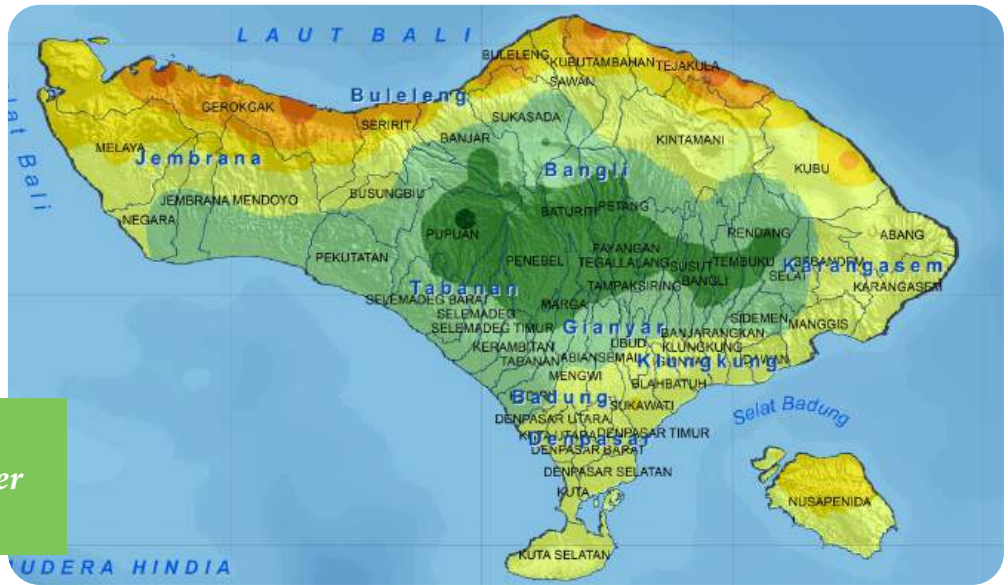 LAUT BALI
BULELENG
KUBUTAMBAHAN
TEJAKULA
SAWAN
Buleleng
GEROKGAK
SUKASADA
SERIRIT
BANJAR
KINTAMANI
MELAYA
Jembrana
Bali
Bangli
KUBU
BUSUNGBIU
JEMBRANA
MENDOYO
NEGARA
BATURITI
PETANG
PUPUAN
RENDANG
ABANG
PEKUTATAN
PENEBEL
PAYANGAN
TEGALLALANG
SUSUT
TEMBUKU
Karangasem
SELAT
BANGLI
Tabanan
TAMPAKSIRING
KARANGASEM
SELEMADEG BARAT
MARGA
SELEMADEG
SELEMADEG TIMUR
Gianyar
SIDEMEN
MANGGIS
BANJARANGKAN
KERAMBITAN
UBUD
KLUNGKUNG
TABANAN
ABIANSEMAL
Klungkung
MENGWI
BLAHBATUH
Badung
SUKAWATI
Selat Badung
DENPASAR UTARA
Denpasar
DENPASAR TIMUR
DENPASAR BARAT
DENPASAR SELATAN
er
KUTA
NUSAPENIDA
KUTA SELATAN
UDERA HINDIA